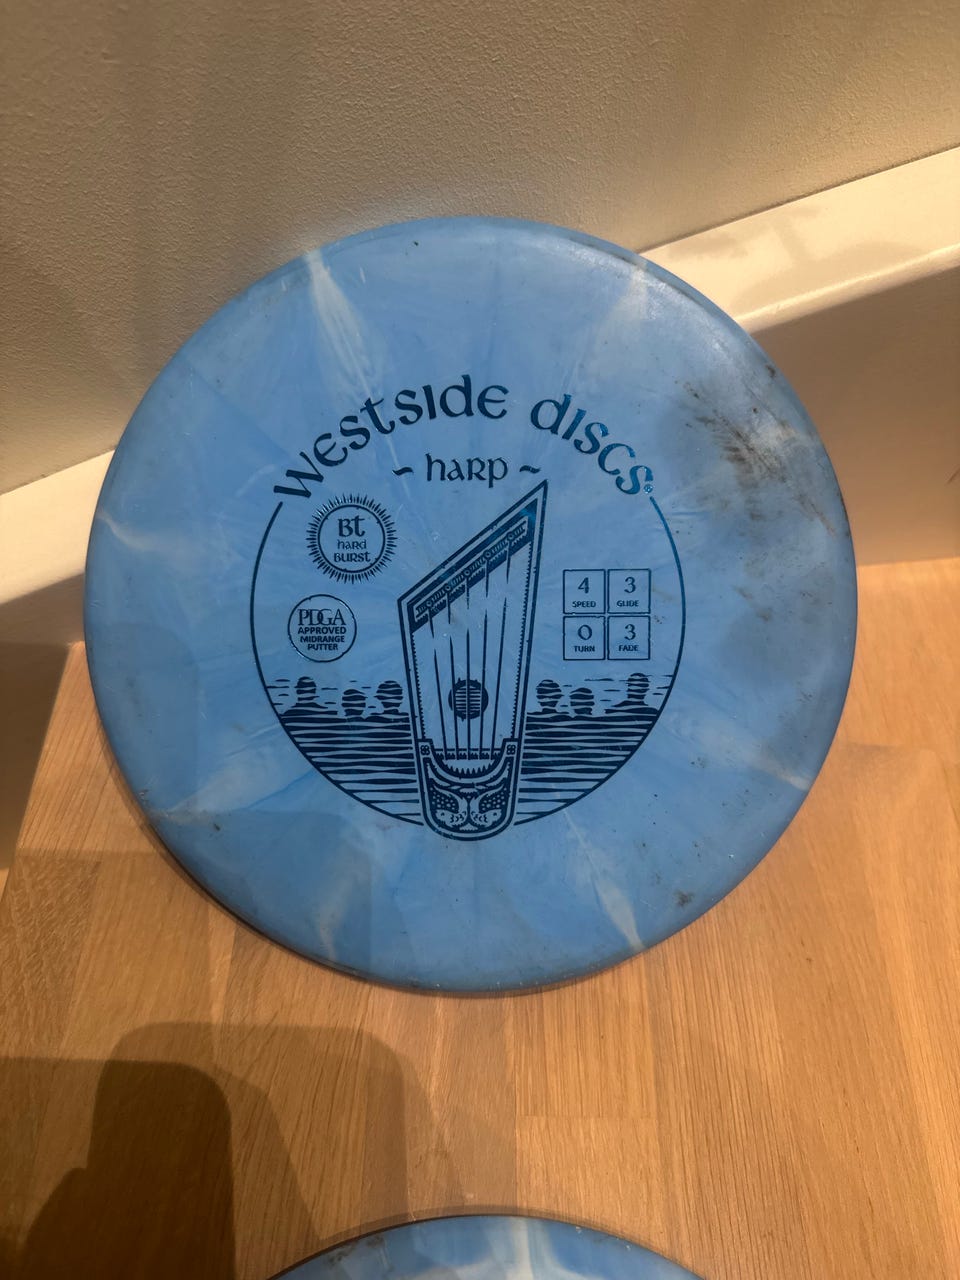 westside discs®
~ harp ~
Bt
hard
burst
PDGA
APPROVED
MIDRANGE
PUTTER
4
SPEED
3
GLIDE
0
TURN
3
FADE